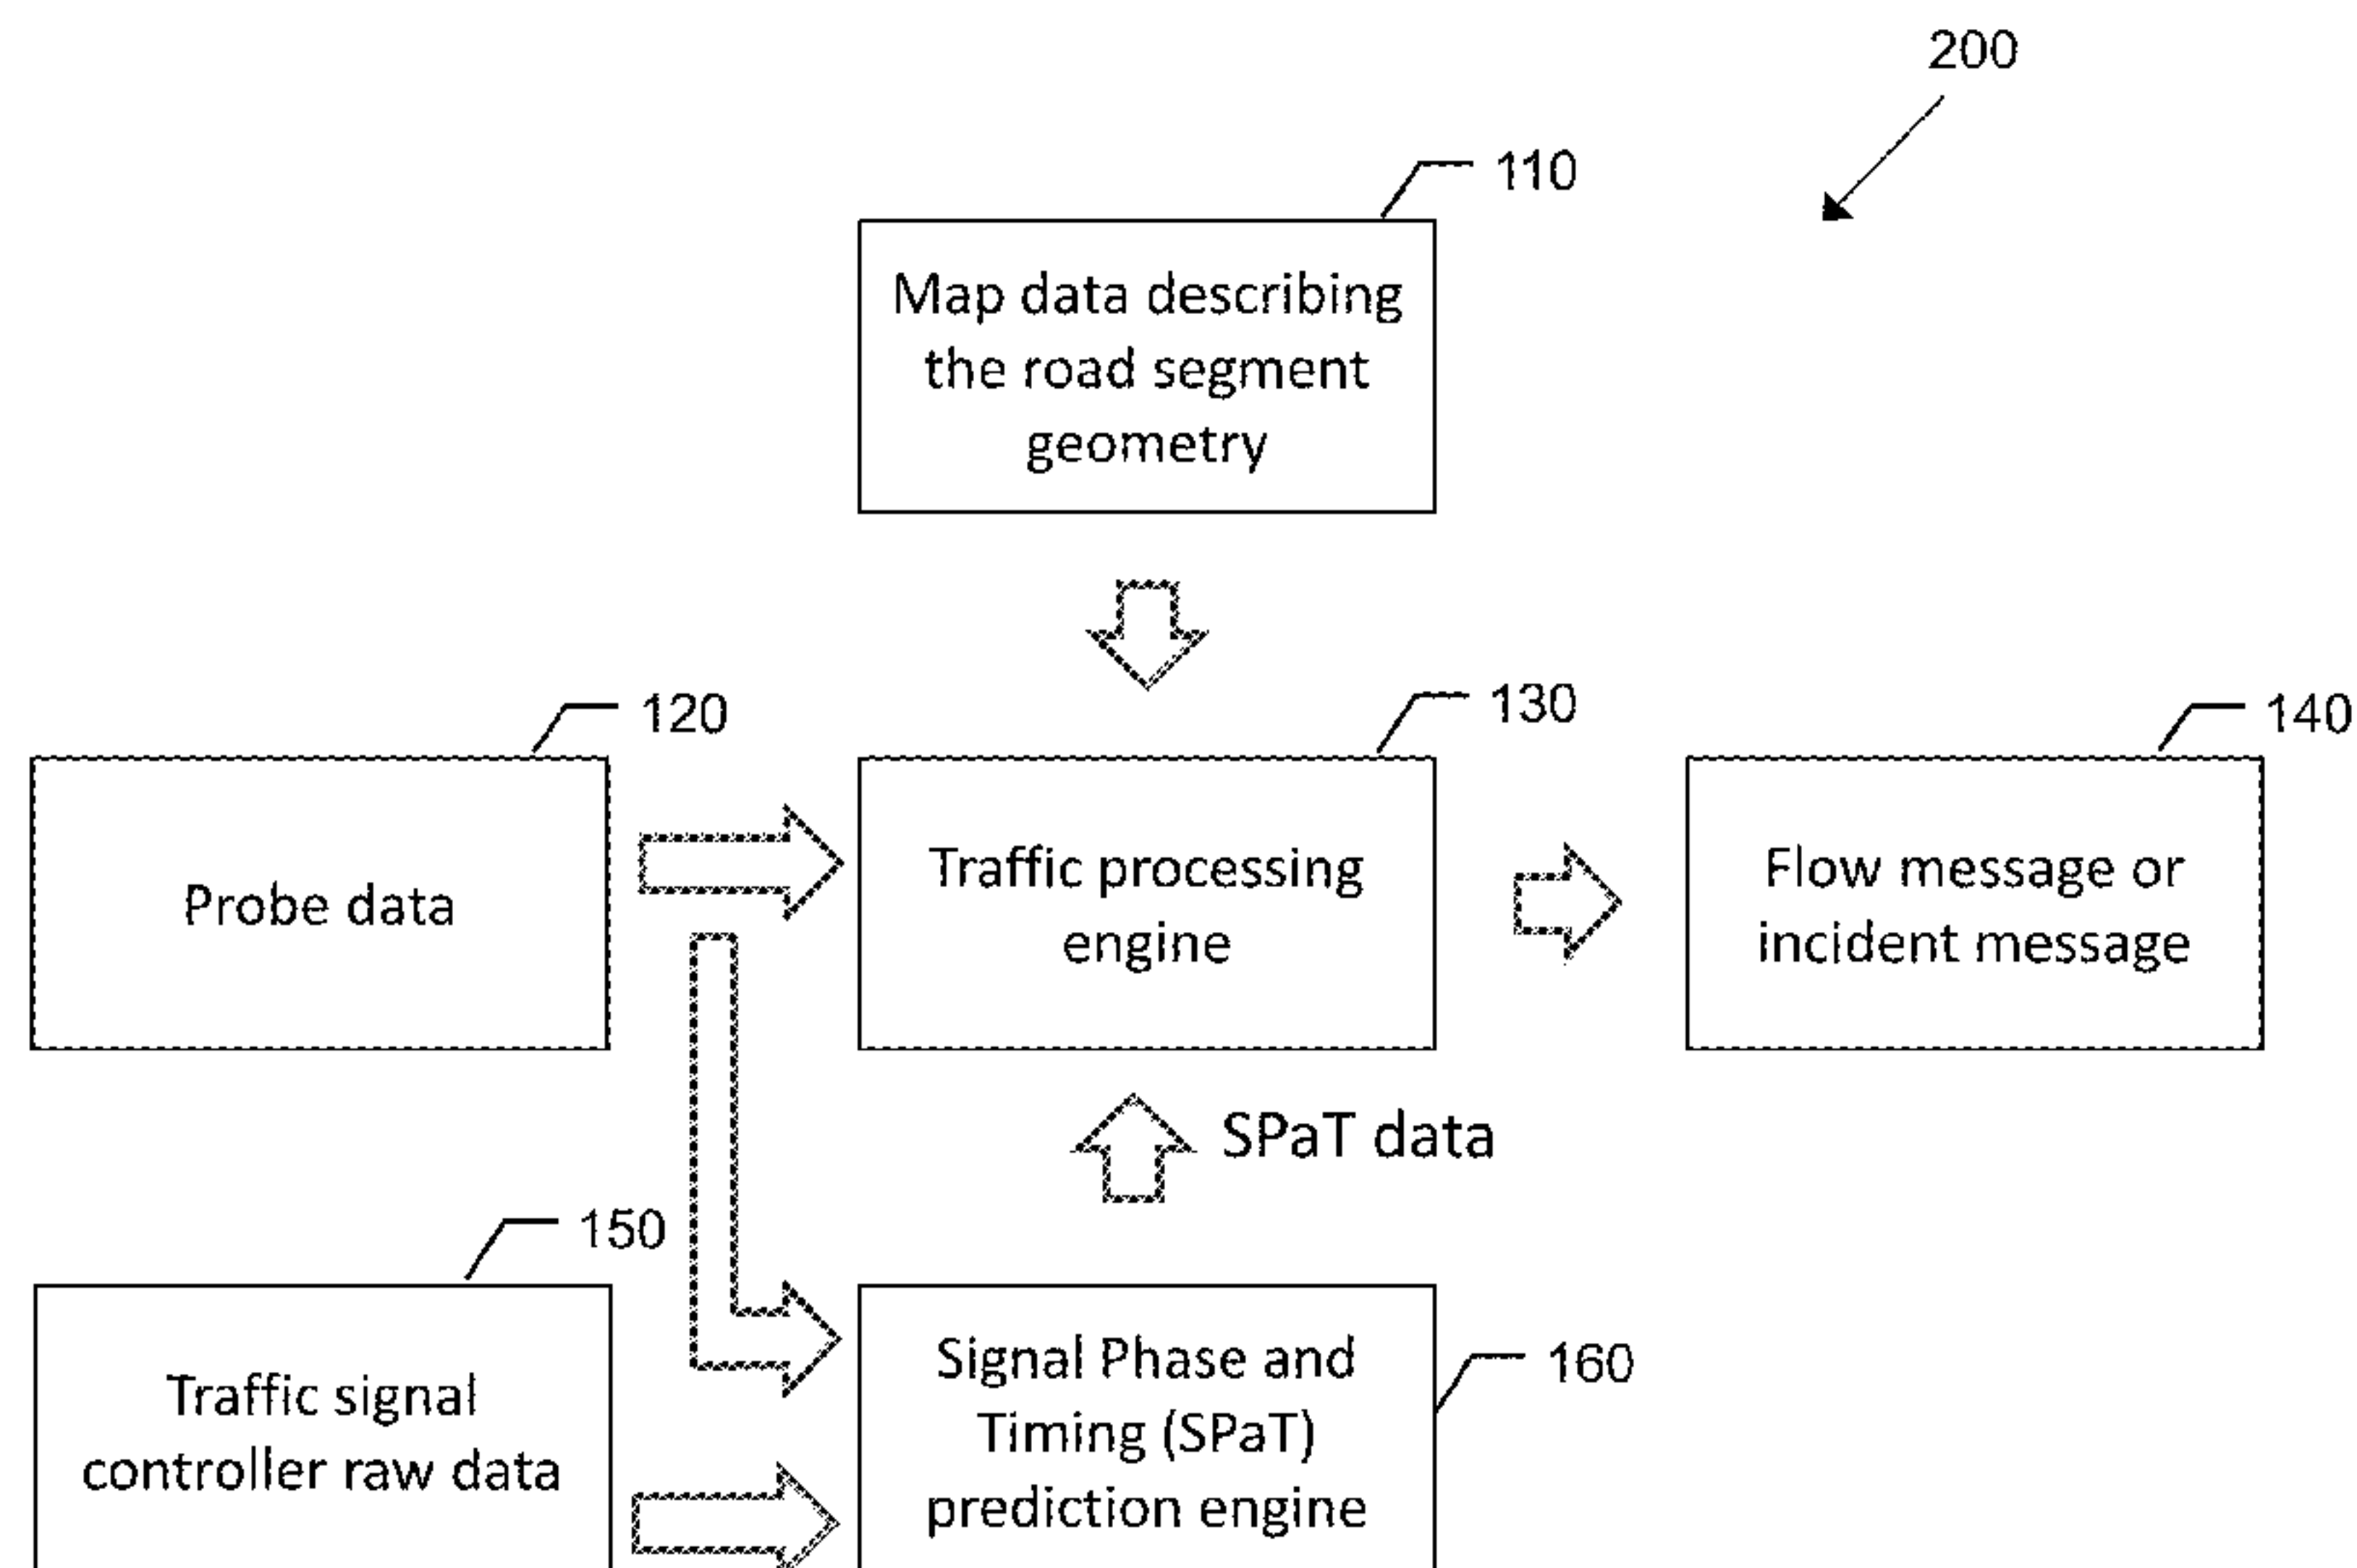 200
110
Map data describing
the road segment
geometry
120
130
140
Probe data
Traffic processing
engine
Flow message or
incident message
SPaT data
150
160
Traffic signal
controller raw data
Signal Phase and
Timing (SPaT)
prediction engine